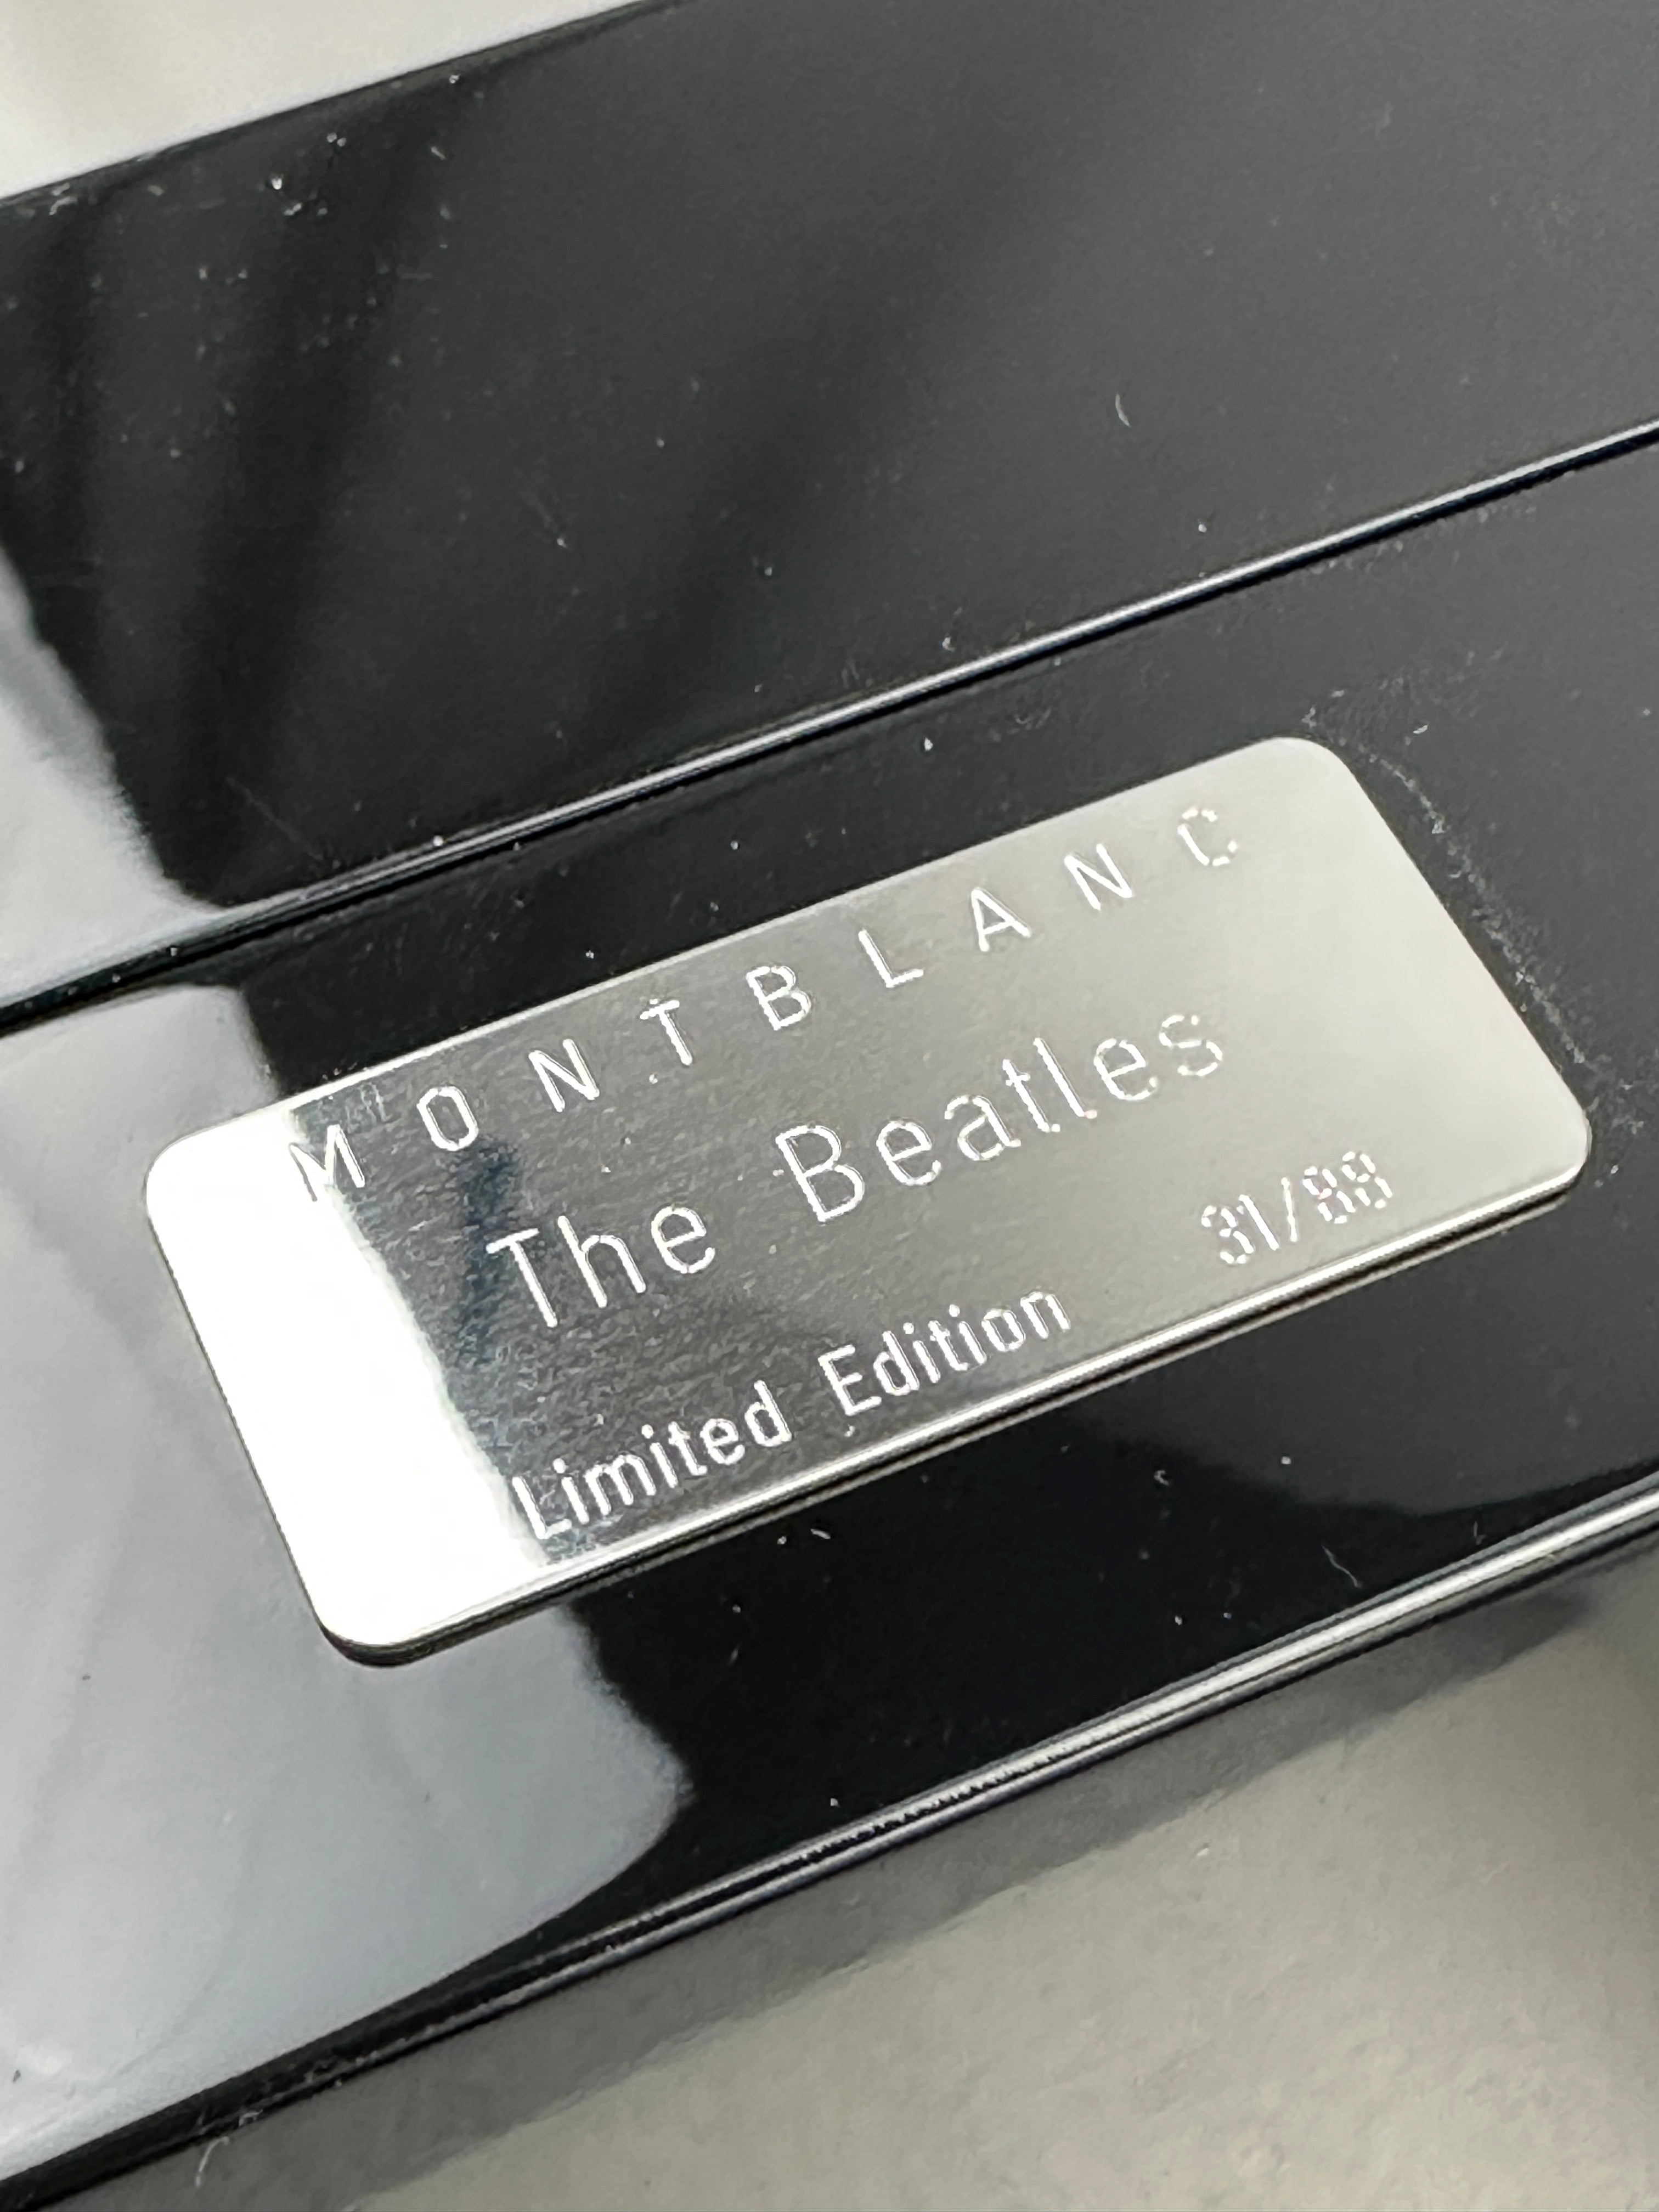 MONTBLANC
The Beatles
Limited Edition 31/88